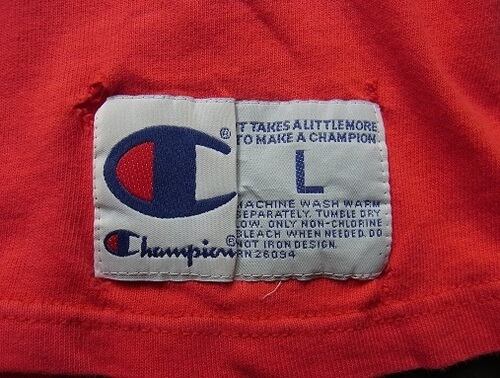 ®
Champion®
T TAKES A LITTLE MORE
TO MAKE A CHAMPION
L
MACHINE WASH WARM
SEPARATELY. TUMBLE DRY
LOW. ONLY NON-CHLORINE
BLEACH WHEN NEEDED. DO
NOT IRON DESIGN.
RN 26094